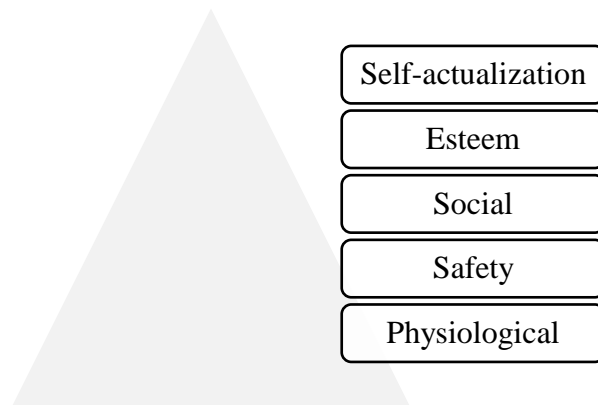 Self-actualization
Esteem
Social
Safety
Physiological